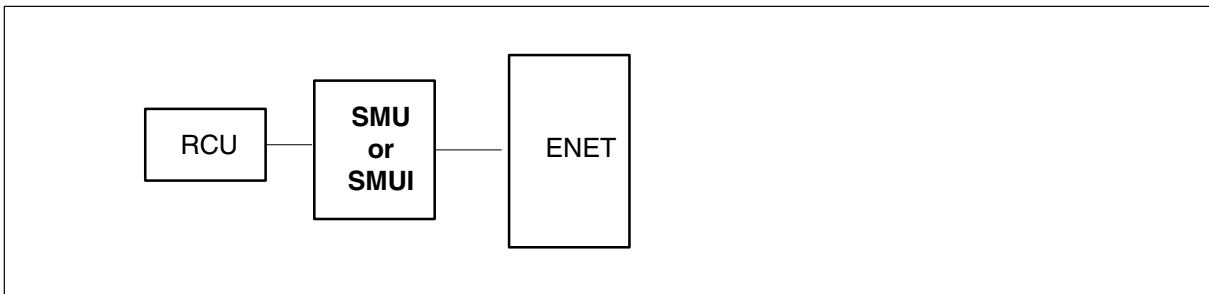 RCU
SMU
or
SMUI
ENET